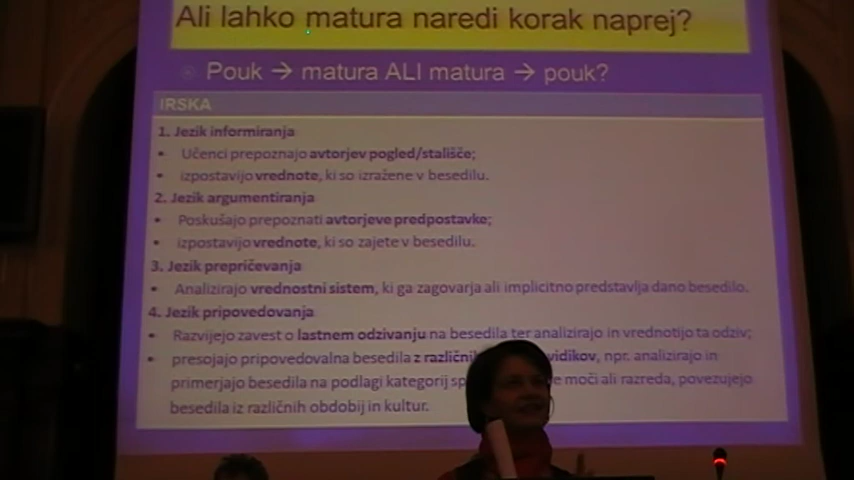 Ali lahko matura naredi korak naprej?
Pouk → matura ALI matura → pouk?
IRSKA
1. Jezik informiranja
• Učenci prepoznajo avtorjev pogled/stališče;
• izpostavijo vrednote, ki so izražene v besedilu.
2. Jezik argumentiranja
• Poskušajo prepoznati avtorjeve predpostavke;
• izpostavijo vrednote, ki so zajete v besedilu.
3. Jezik prepričevanja
• Analizirajo vrednostni sistem, ki ga zagovarja ali implicitno predstavlja dano besedilo.
4. Jezik pripovedovanja
• Razvijejo zavest o lastnem odzivanju na besedila ter analizirajo in vrednotijo ta odziv;
• presojajo pripovedovalna besedila z vidikov, npr. analizirajo in
primerjajo besedila na podlagi kategorij moči ali razreda, povezujejo
besedila iz različnih obdobij in kultur.